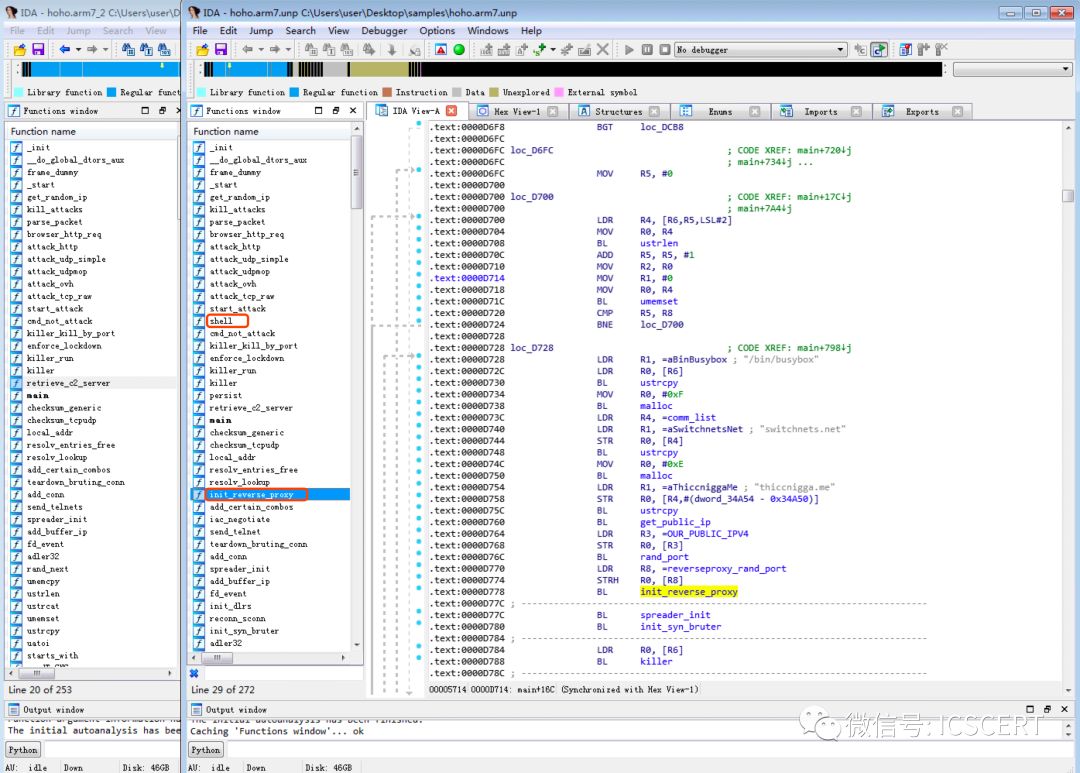 IDA - hoho.arm7_2 C:\Users\user\D
File Edit Jump Search View
Library function Regular func
Functions window
Function name
_init
__do_global_dtors_aux
frame_dummy
_start
get_random_ip
kill_attacks
parse_packet
browser_http_req
attack_http
attack_udp_simple
attack_udpmop
attack_ovh
attack_tcp_raw
start_attack
cmd_not_attack
killer_kill_by_port
enforce_lockdown
killer_run
killer
retrieve_c2_server
main
checksum_generic
checksum_tcpudp
local_addr
resolv_entries_free
resolv_lookup
add_certain_combos
teardown_bruting_conn
add_conn
send_telnets
spreader_init
add_buffer_ip
fd_event
adler32
rand_next
umemcpy
ustrlen
ustrcat
umemset
ustrcpy
uatoi
starts_with
Line 20 of 253
Output window
The initial autoanalysis has bee
Python
AU: idle Down Disk: 46GB
IDA - hoho.arm7.unp C:\Users\user\Desktop\samples\hoho.arm7.unp
File Edit Jump Search View Debugger Options Windows Help
No debugger
Library function Regular function Instruction Data Unexplored External symbol
Functions window
Function name
_init
__do_global_dtors_aux
frame_dummy
_start
get_random_ip
kill_attacks
parse_packet
browser_http_req
attack_http
attack_udp_simple
attack_udpmop
attack_ovh
attack_tcp_raw
start_attack
shell
cmd_not_attack
killer_kill_by_port
enforce_lockdown
killer_run
killer
persist
retrieve_c2_server
main
checksum_generic
checksum_tcpudp
local_addr
resolv_entries_free
resolv_lookup
init_reverse_proxy
add_certain_combos
iac_negotiate
send_telnet
teardown_bruting_conn
add_conn
spreader_init
add_buffer_ip
fd_event
init_dlrs
reconn_sconn
init_syn_bruter
adler32
Line 29 of 272
IDA View-A Hex View-1 Structures Enums Imports Exports
.text:0000D6F8 BGT loc_DCB8
.text:0000D6FC
.text:0000D6FC loc_D6FC ; CODE XREF: main+720↓j
.text:0000D6FC ; main+734↓j ...
.text:0000D6FC MOV R5, #0
.text:0000D700
.text:0000D700 loc_D700 ; CODE XREF: main+17C↓j
.text:0000D700 ; main+7A4↓j
.text:0000D700 LDR R4, [R6,R5,LSL#2]
.text:0000D704 MOV R0, R4
.text:0000D708 BL ustrlen
.text:0000D70C ADD R5, R5, #1
.text:0000D710 MOV R2, R0
.text:0000D714 MOV R1, #0
.text:0000D718 MOV R0, R4
.text:0000D71C BL umemset
.text:0000D720 CMP R5, R8
.text:0000D724 BNE loc_D700
.text:0000D728
.text:0000D728 loc_D728 ; CODE XREF: main+798↓j
.text:0000D728 LDR R1, =aBinBusybox ; "/bin/busybox"
.text:0000D72C LDR R0, [R6]
.text:0000D730 BL ustrcpy
.text:0000D734 MOV R0, #0xF
.text:0000D738 BL malloc
.text:0000D73C LDR R4, =comm_list
.text:0000D740 LDR R1, =aSwitchnetsNet ; "switchnets.net"
.text:0000D744 STR R0, [R4]
.text:0000D748 BL ustrcpy
.text:0000D74C MOV R0, #0xE
.text:0000D750 BL malloc
.text:0000D754 LDR R1, =aThiccniggaMe ; "thiccnigga.me"
.text:0000D758 STR R0, [R4,#(dword_34A54 - 0x34A50)]
.text:0000D75C BL ustrcpy
.text:0000D760 BL get_public_ip
.text:0000D764 LDR R3, =OUR_PUBLIC_IPV4
.text:0000D768 STR R0, [R3]
.text:0000D76C BL rand_port
.text:0000D770 LDR R8, =reverseproxy_rand_port
.text:0000D774 STRH R0, [R8]
.text:0000D778 BL init_reverse_proxy
.text:0000D77C ; ---------------------------------------------------------------
.text:0000D77C BL spreader_init
.text:0000D780 BL init_syn_bruter
.text:0000D784 ; ---------------------------------------------------------------
.text:0000D784 LDR R0, [R6]
.text:0000D788 BL killer
.text:0000D78C ; ---------------------------------------------------------------
00005714 0000D714: main+16C (Synchronized with Hex View-1)
Output window
The initial autoanalysis has been finished.
Caching 'Functions window'... ok
Python
AU: idle Down Disk: 46GB
微信号: ICSCERT